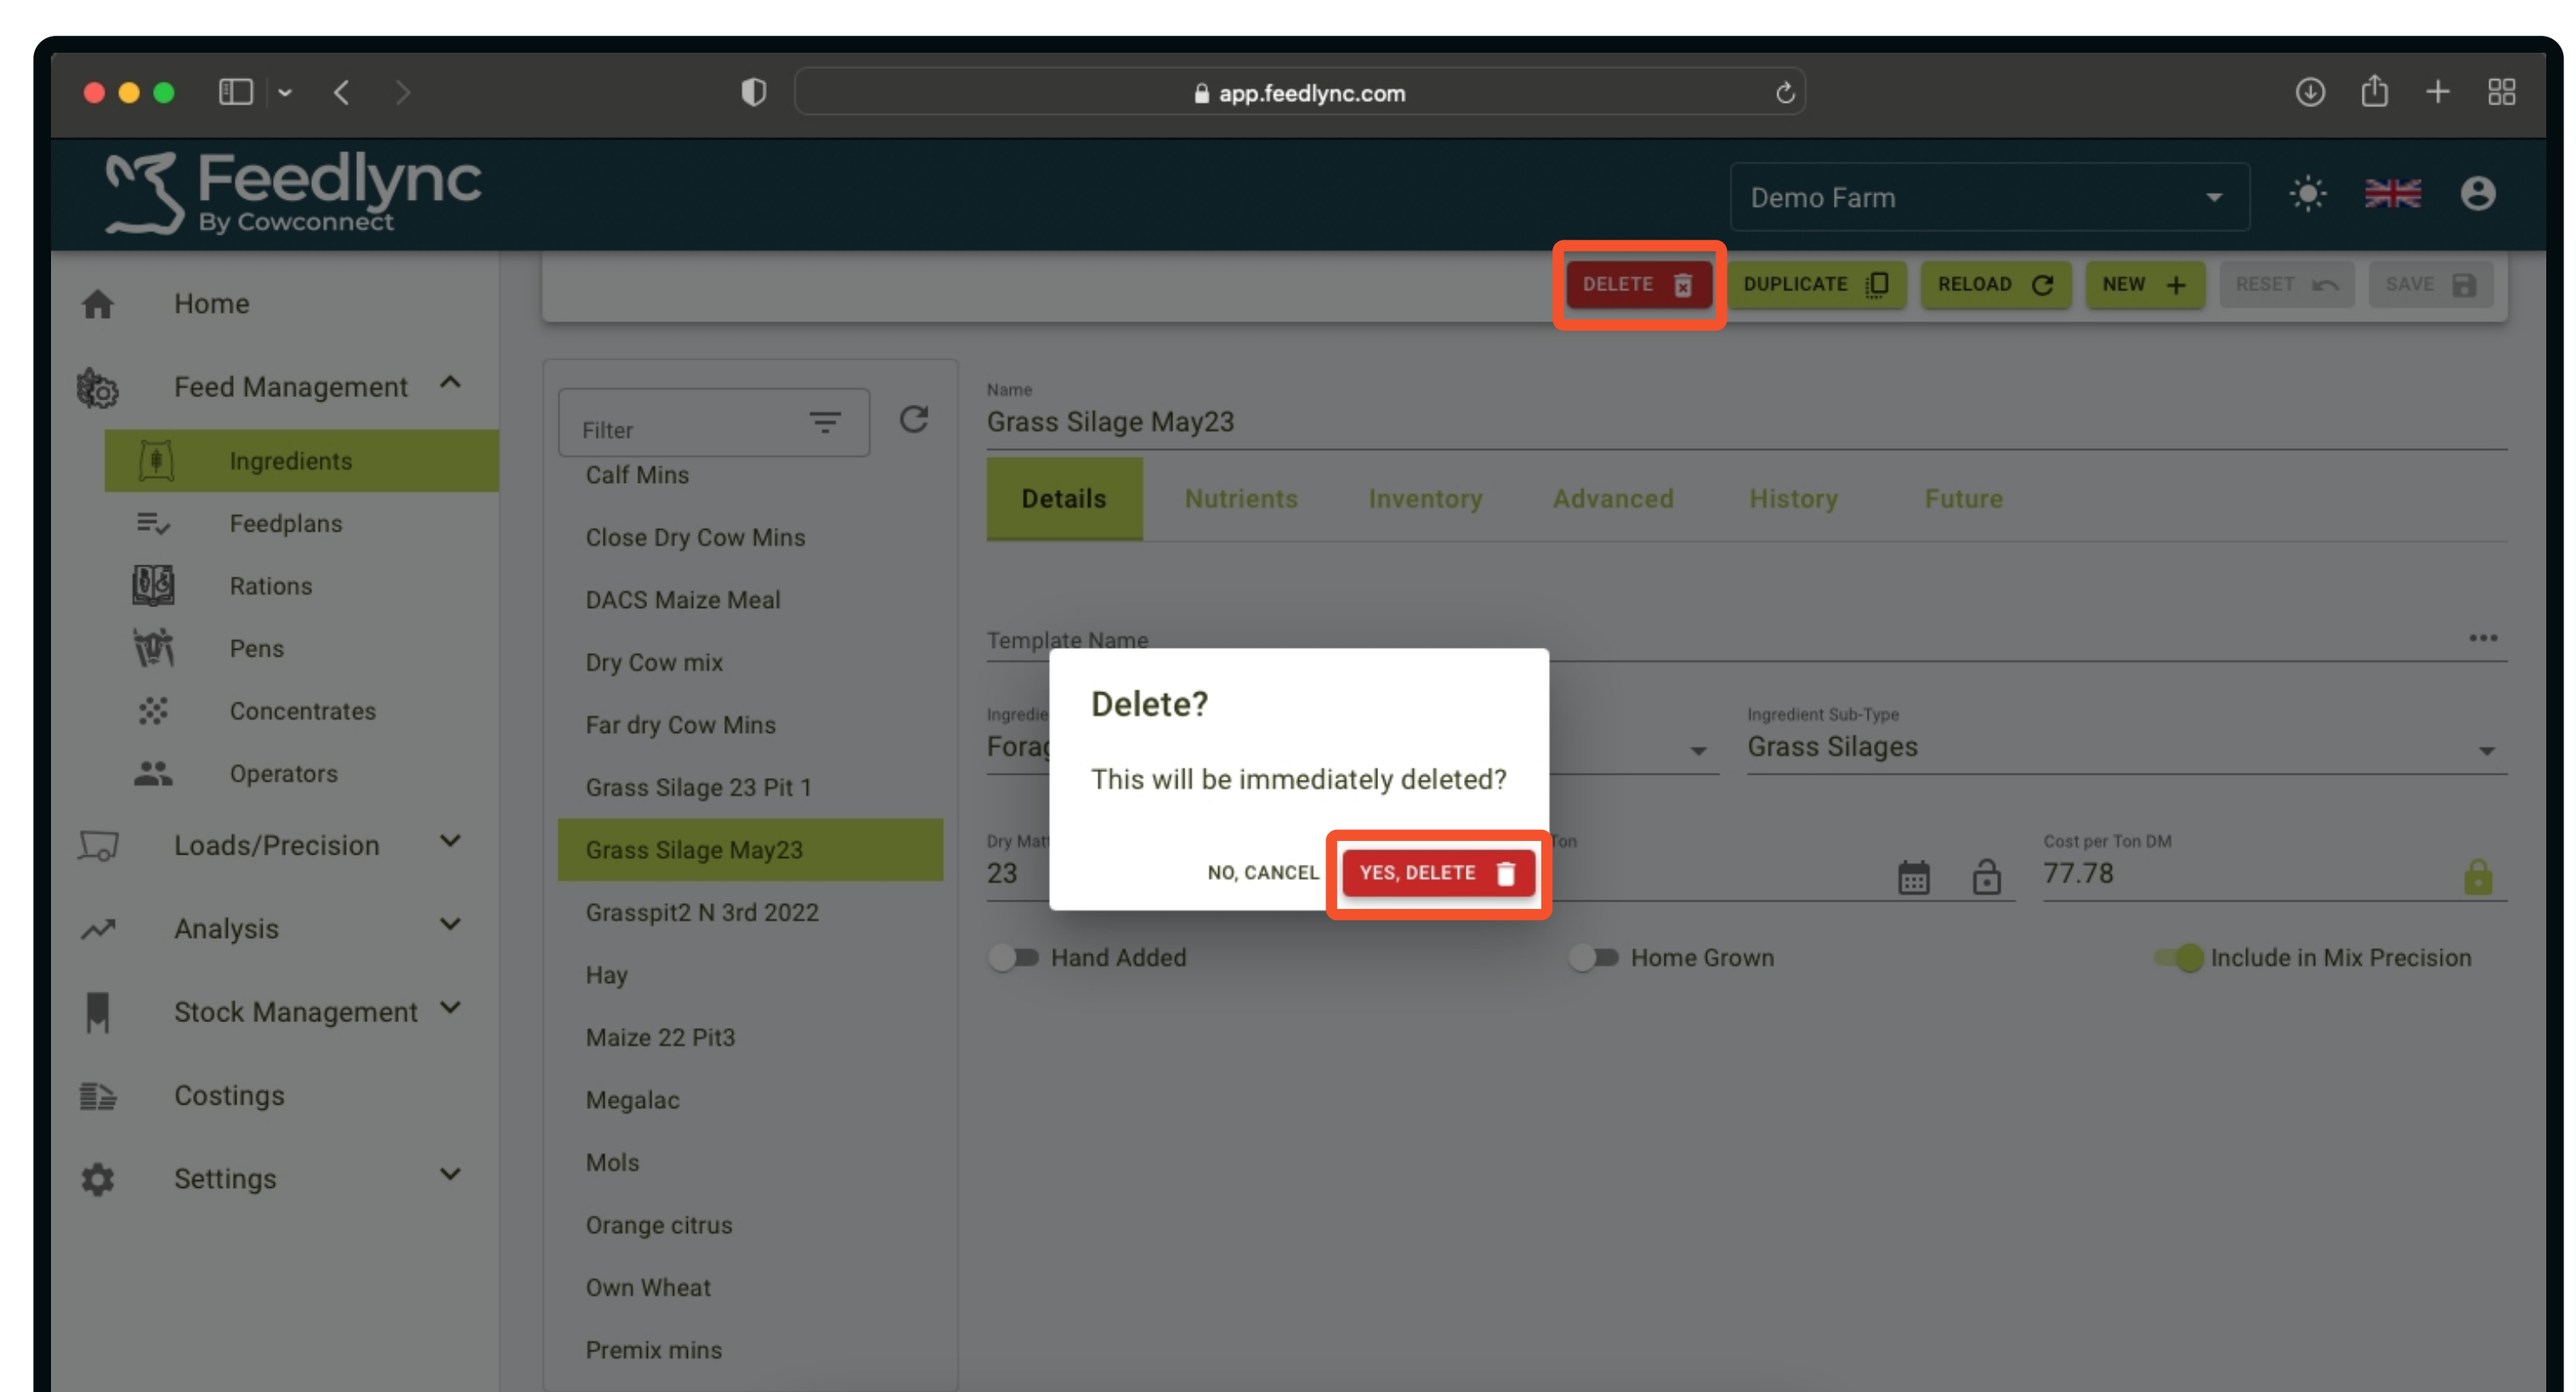 app.feedlync.com
Feedlync
By Cowconnect
Demo Farm
DELETE
DUPLICATE
RELOAD
NEW
RESET
SAVE
Home
Feed Management
Ingredients
Feedplans
Rations
Pens
Concentrates
Operators
Loads/Precision
Analysis
Stock Management
Costings
Settings
Filter
Calf Mins
Close Dry Cow Mins
DACS Maize Meal
Dry Cow mix
Far dry Cow Mins
Grass Silage 23 Pit 1
Grass Silage May23
Grasspit2 N 3rd 2022
Hay
Maize 22 Pit3
Megalac
Mols
Orange citrus
Own Wheat
Premix mins
Name
Grass Silage May23
Details Nutrients Inventory Advanced History Future
Template Name
Ingredient Sub-Type
Grass Silages
Delete?
This will be immediately deleted?
NO, CANCEL
YES, DELETE
Dry
23
Ton
Cost per Ton DM
77.78
Hand Added
Home Grown
Include in Mix Precision